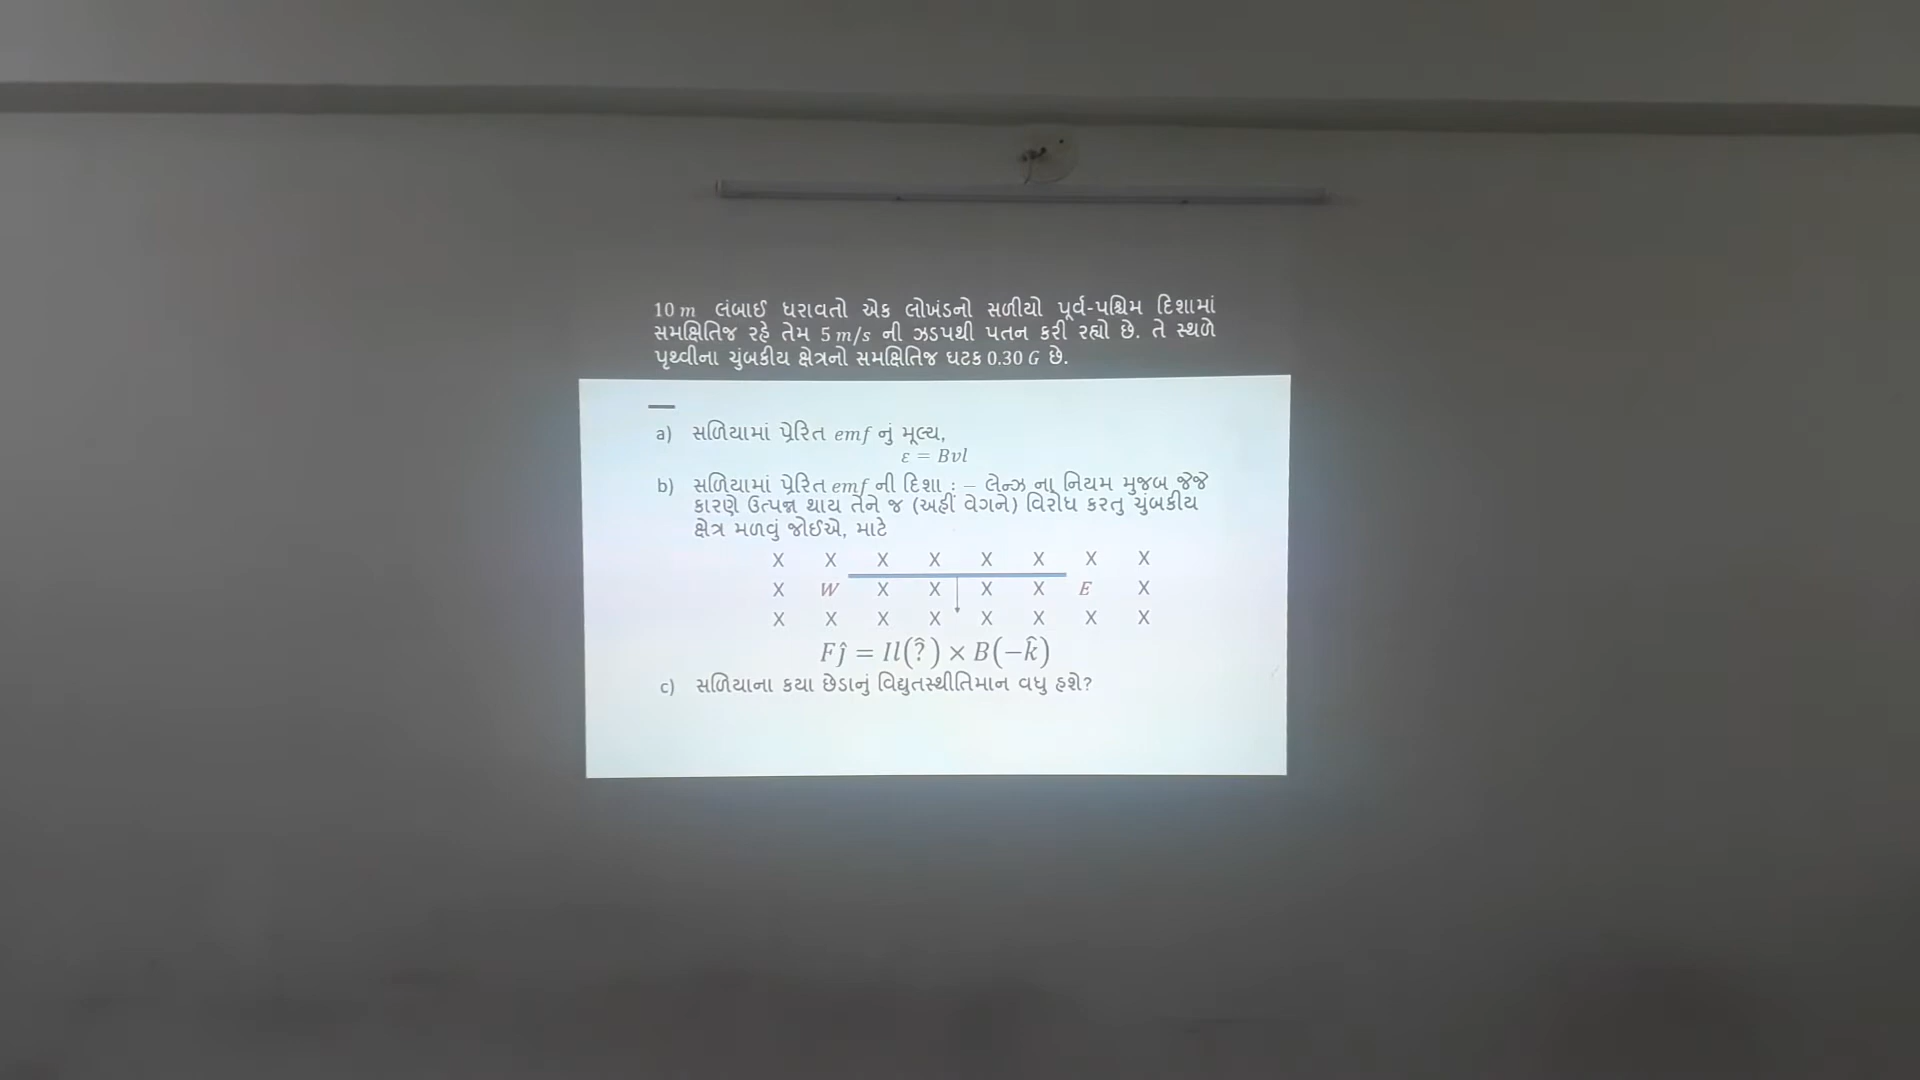 10 m લંબાઈ ધરાવતો એક લોખંડનો સળીયો પૂર્વ-પશ્ચિમ દિશામાં
સમક્ષિતિજ રહે તેમ 5 m/s ની ઝડપથી પતન કરી રહ્યો છે. તે સ્થળે
પૃથ્વીના ચુંબકીય ક્ષેત્રનો સમક્ષિતિજ ઘટક 0.30 G છે.
a) સળિયામાં પ્રેરિત emf નું મૂલ્ય,
ε = Bvl
b) સળિયામાં પ્રેરિત emf ની દિશા : – લેન્ઝ ના નિયમ મુજબ જેજે
કારણે ઉત્પન્ન થાય તેને જ (અહીં વેગને) વિરોધ કરતુ ચુંબકીય
ક્ષેત્ર મળવું જોઈએ, માટે
X X X X X X X X
X W X X X X E X
X X X X X X X X
Fĵ = Il(?̂) × B(−k̂)
c) સળિયાના કયા છેડાનું વિદ્યુતસ્થીતિમાન વધુ હશે?